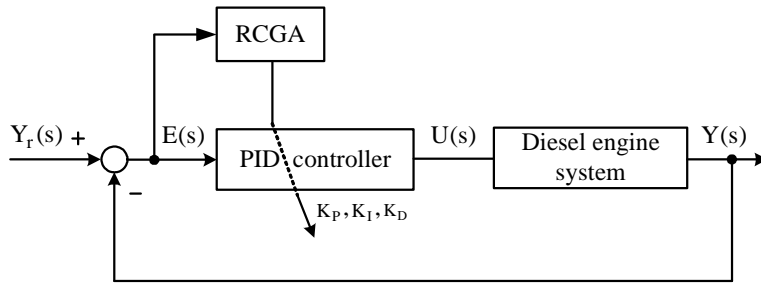 RCGA
Yr(s) +
E(s)
PID controller
U(s)
Diesel engine
system
Y(s)
−
KP, KI, KD